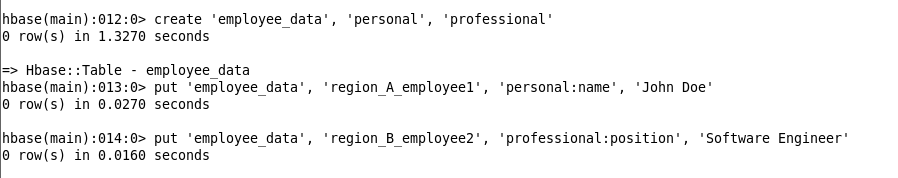 hbase(main):012:0> create 'employee_data', 'personal', 'professional'
0 row(s) in 1.3270 seconds
=> Hbase::Table - employee_data
hbase(main):013:0> put 'employee_data', 'region_A_employee1', 'personal:name', 'John Doe'
0 row(s) in 0.0270 seconds
hbase(main):014:0> put 'employee_data', 'region_B_employee2', 'professional:position', 'Software Engineer'
0 row(s) in 0.0160 seconds